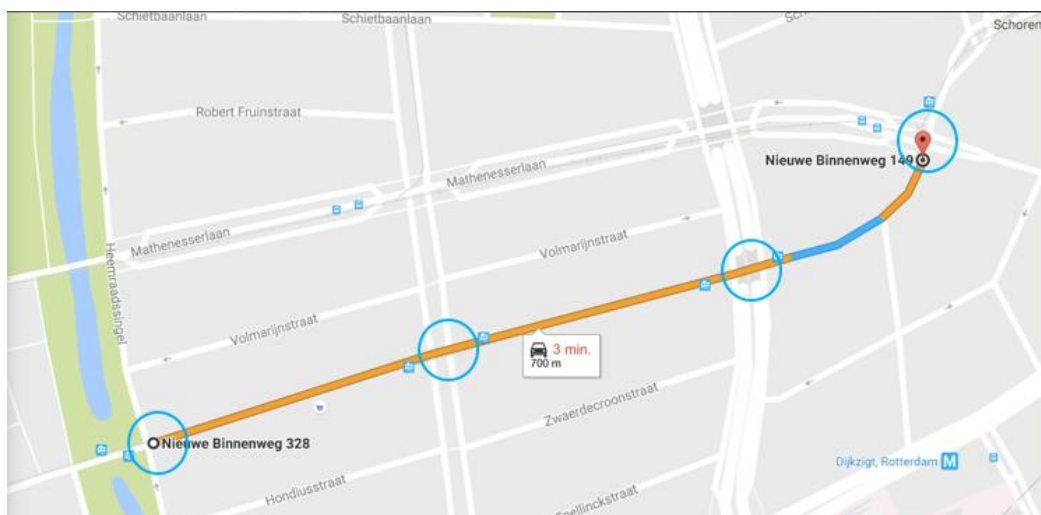 Schietbaanlaan
Schietbaanlaan
Schoren
Robert Fruinstraat
Nieuwe Binnenweg 149
Mathenesserlaan
Mathenesserlaan
Heemraadssingel
Volmarijnstraat
Volmarijnstraat
3 min.
700 m
Nieuwe Binnenweg 328
Zwaerdecroonstraat
Dijkzigt, Rotterdam M
Hondiusstraat
nellinckstraat